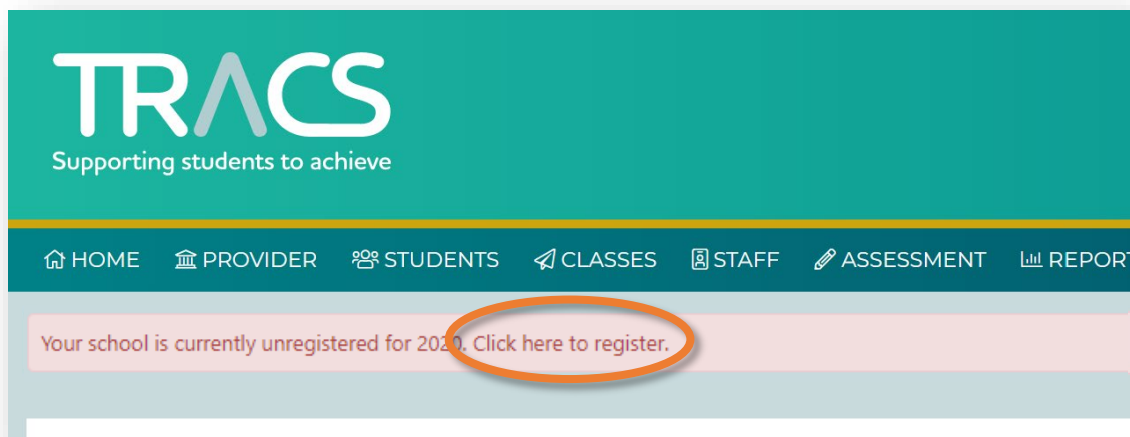 TRACS
Supporting students to achieve
HOME PROVIDER STUDENTS CLASSES STAFF ASSESSMENT REPORT
Your school is currently unregistered for 2020. Click here to register.